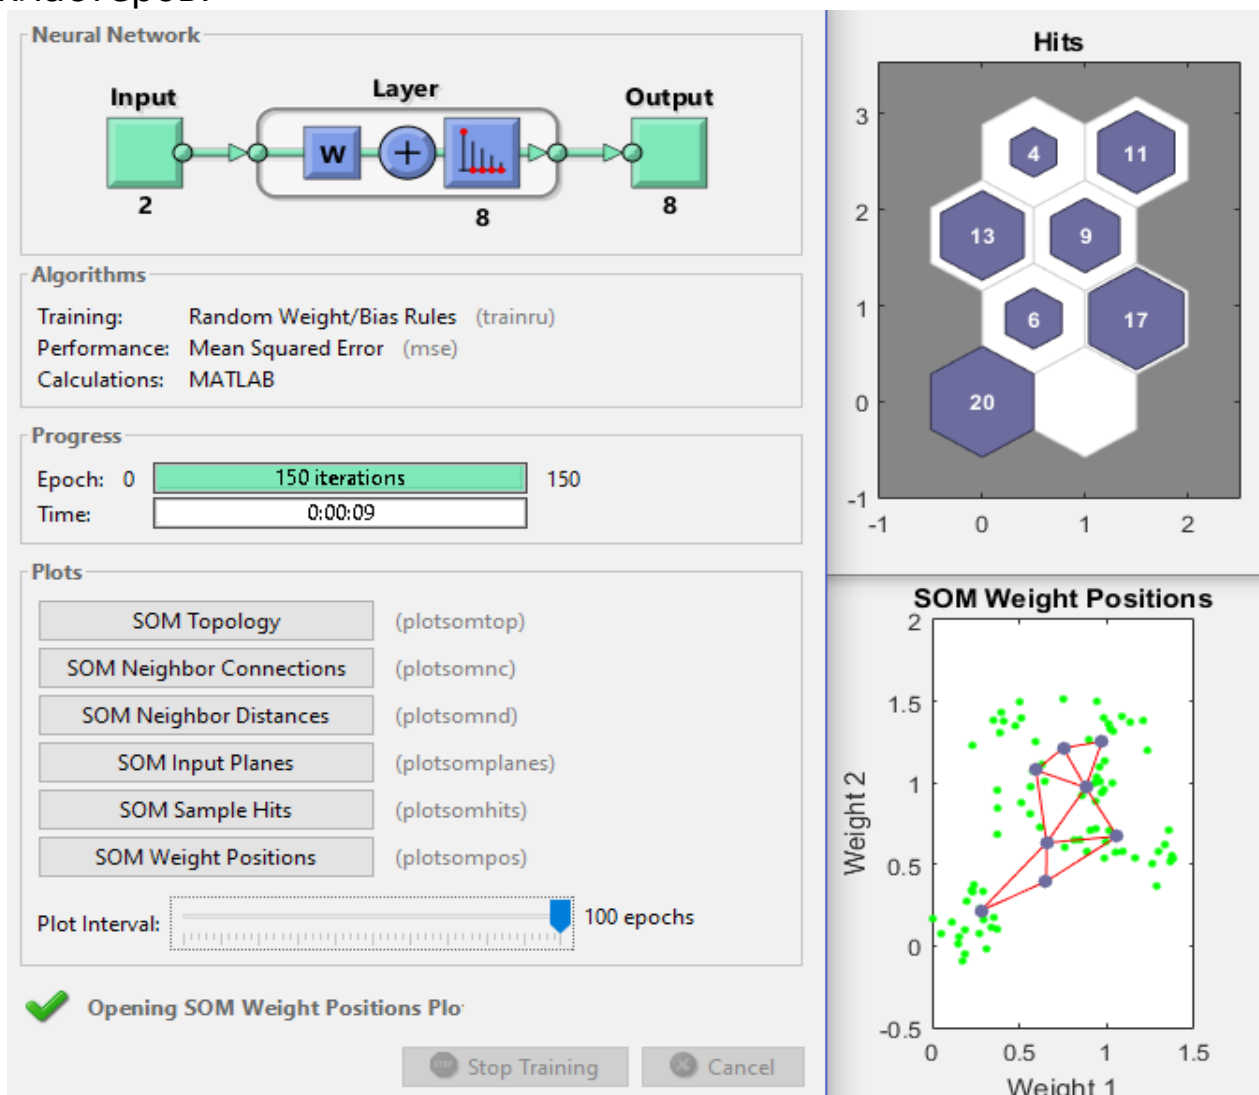 Neural Network
Input
Layer
Output
W
+
2
8
8
Algorithms
Training: Random Weight/Bias Rules (trainru)
Performance: Mean Squared Error (mse)
Calculations: MATLAB
Progress
Epoch: 0 150 iterations 150
Time: 0:00:09
Plots
SOM Topology (plotsomtop)
SOM Neighbor Connections (plotsomnc)
SOM Neighbor Distances (plotsomnd)
SOM Input Planes (plotsomplanes)
SOM Sample Hits (plotsomhits)
SOM Weight Positions (plotsompos)
Plot Interval: 100 epochs
Opening SOM Weight Positions Plo
Stop Training Cancel
Hits
3
4 11
2
13 9
1
6 17
0
20
-1
-1 0 1 2
SOM Weight Positions
2
1.5
1
Weight 2
0.5
0
-0.5
0 0.5 1 1.5
Weight 1